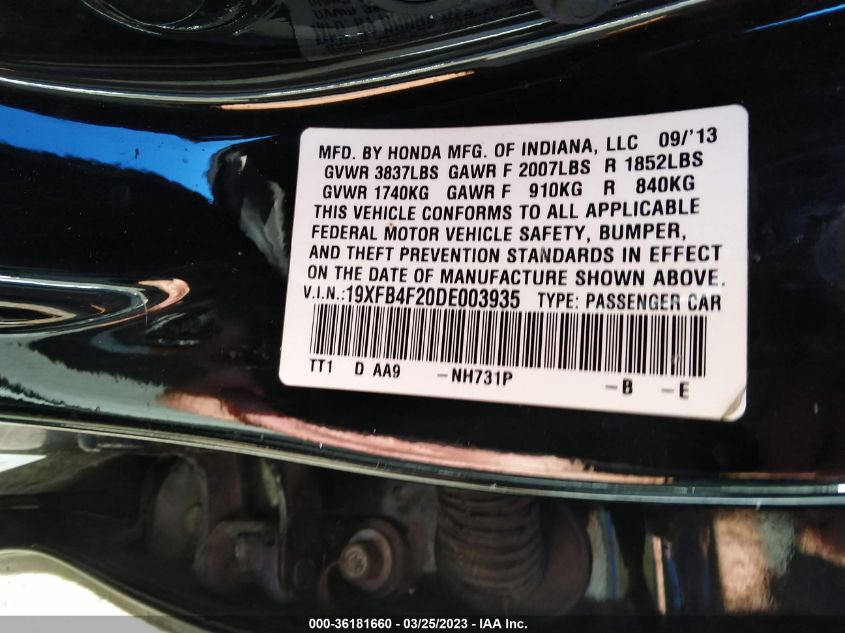 MFD. BY HONDA MFG. OF INDIANA, LLC 09/'13
GVWR 3837LBS GAWR F 2007LBS R 1852LBS
GVWR 1740KG GAWR F 910KG R 840KG
THIS VEHICLE CONFORMS TO ALL APPLICABLE
FEDERAL MOTOR VEHICLE SAFETY, BUMPER,
AND THEFT PREVENTION STANDARDS IN EFFECT
ON THE DATE OF MANUFACTURE SHOWN ABOVE.
V.I.N.:19XFB4F20DE003935 TYPE: PASSENGER CAR
TT1 D AA9 -NH731P -B -E
000-36181660 - 03/25/2023 - IAA Inc.